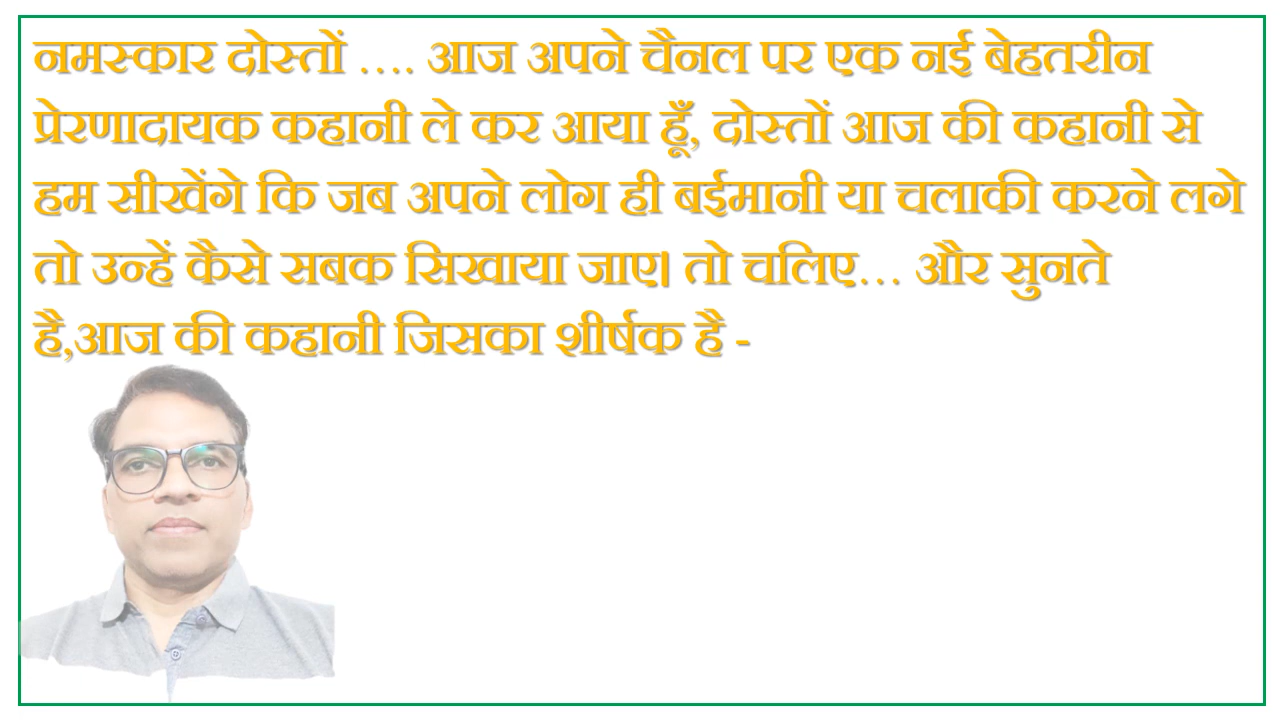 नमस्कार दोस्तों …. आज अपने चैनल पर एक नई बेहतरीन
प्रेरणादायक कहानी ले कर आया हूँ, दोस्तों आज की कहानी से
हम सीखेंगे कि जब अपने लोग ही बईमानी या चलाकी करने लगे
तो उन्हें कैसे सबक सिखाया जाए। तो चलिए… और सुनते
है,आज की कहानी जिसका शीर्षक है -